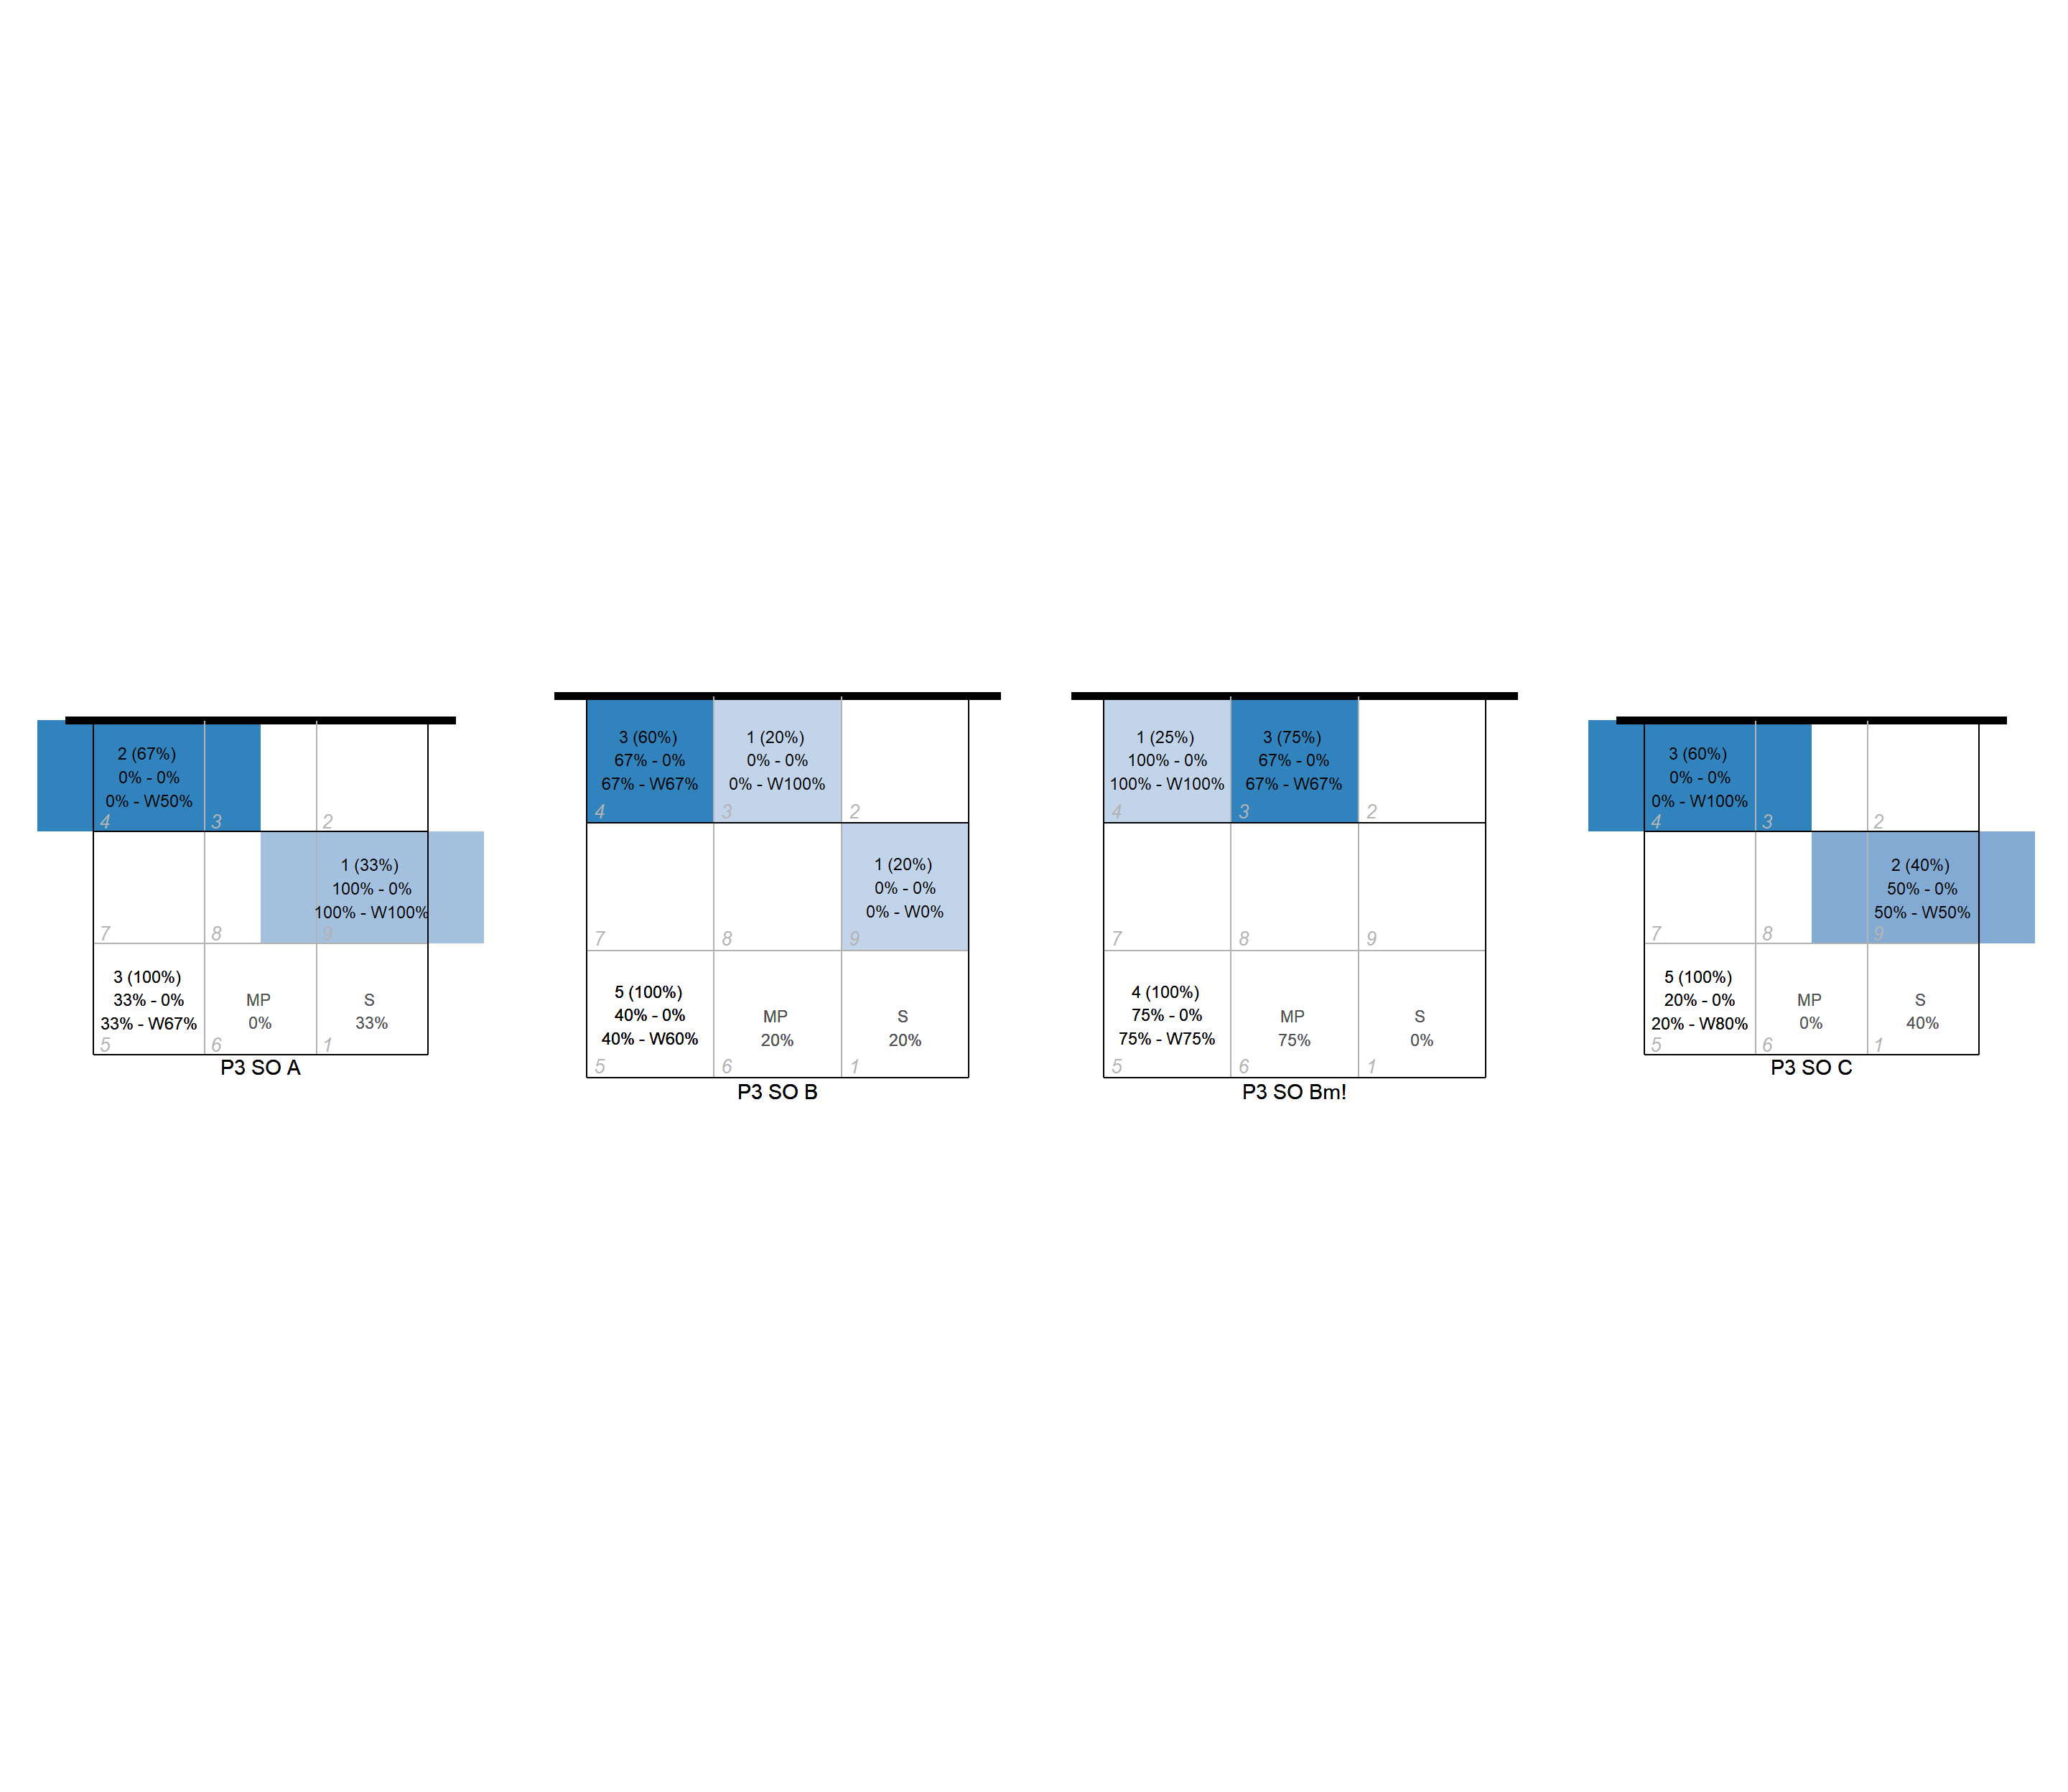 2 (67%)
0% - 0%
0% - W50%
4
3
2
1 (33%)
100% - 0%
100% - W100%
7
8
9
3 (100%)
33% - 0%
33% - W67%
MP
0%
S
33%
5
6
1
P3 SO A
3 (60%)
67% - 0%
67% - W67%
1 (20%)
0% - 0%
0% - W100%
4
3
2
1 (20%)
0% - 0%
0% - W0%
7
8
9
5 (100%)
40% - 0%
40% - W60%
MP
20%
S
20%
5
6
1
P3 SO B
1 (25%)
100% - 0%
100% - W100%
3 (75%)
67% - 0%
67% - W67%
4
3
2
7
8
9
4 (100%)
75% - 0%
75% - W75%
MP
75%
S
0%
5
6
1
P3 SO Bm!
3 (60%)
0% - 0%
0% - W100%
4
3
2
2 (40%)
50% - 0%
50% - W50%
7
8
9
5 (100%)
20% - 0%
20% - W80%
MP
0%
S
40%
5
6
1
P3 SO C